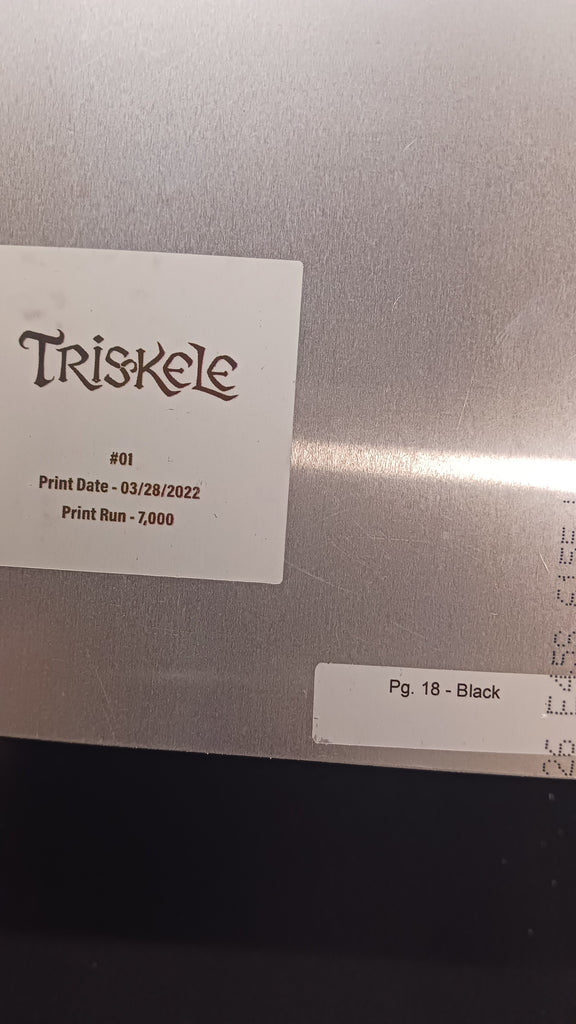 TRISKELE
#01
Print Date - 03/28/2022
Print Run - 7,000
Pg. 18 - Black